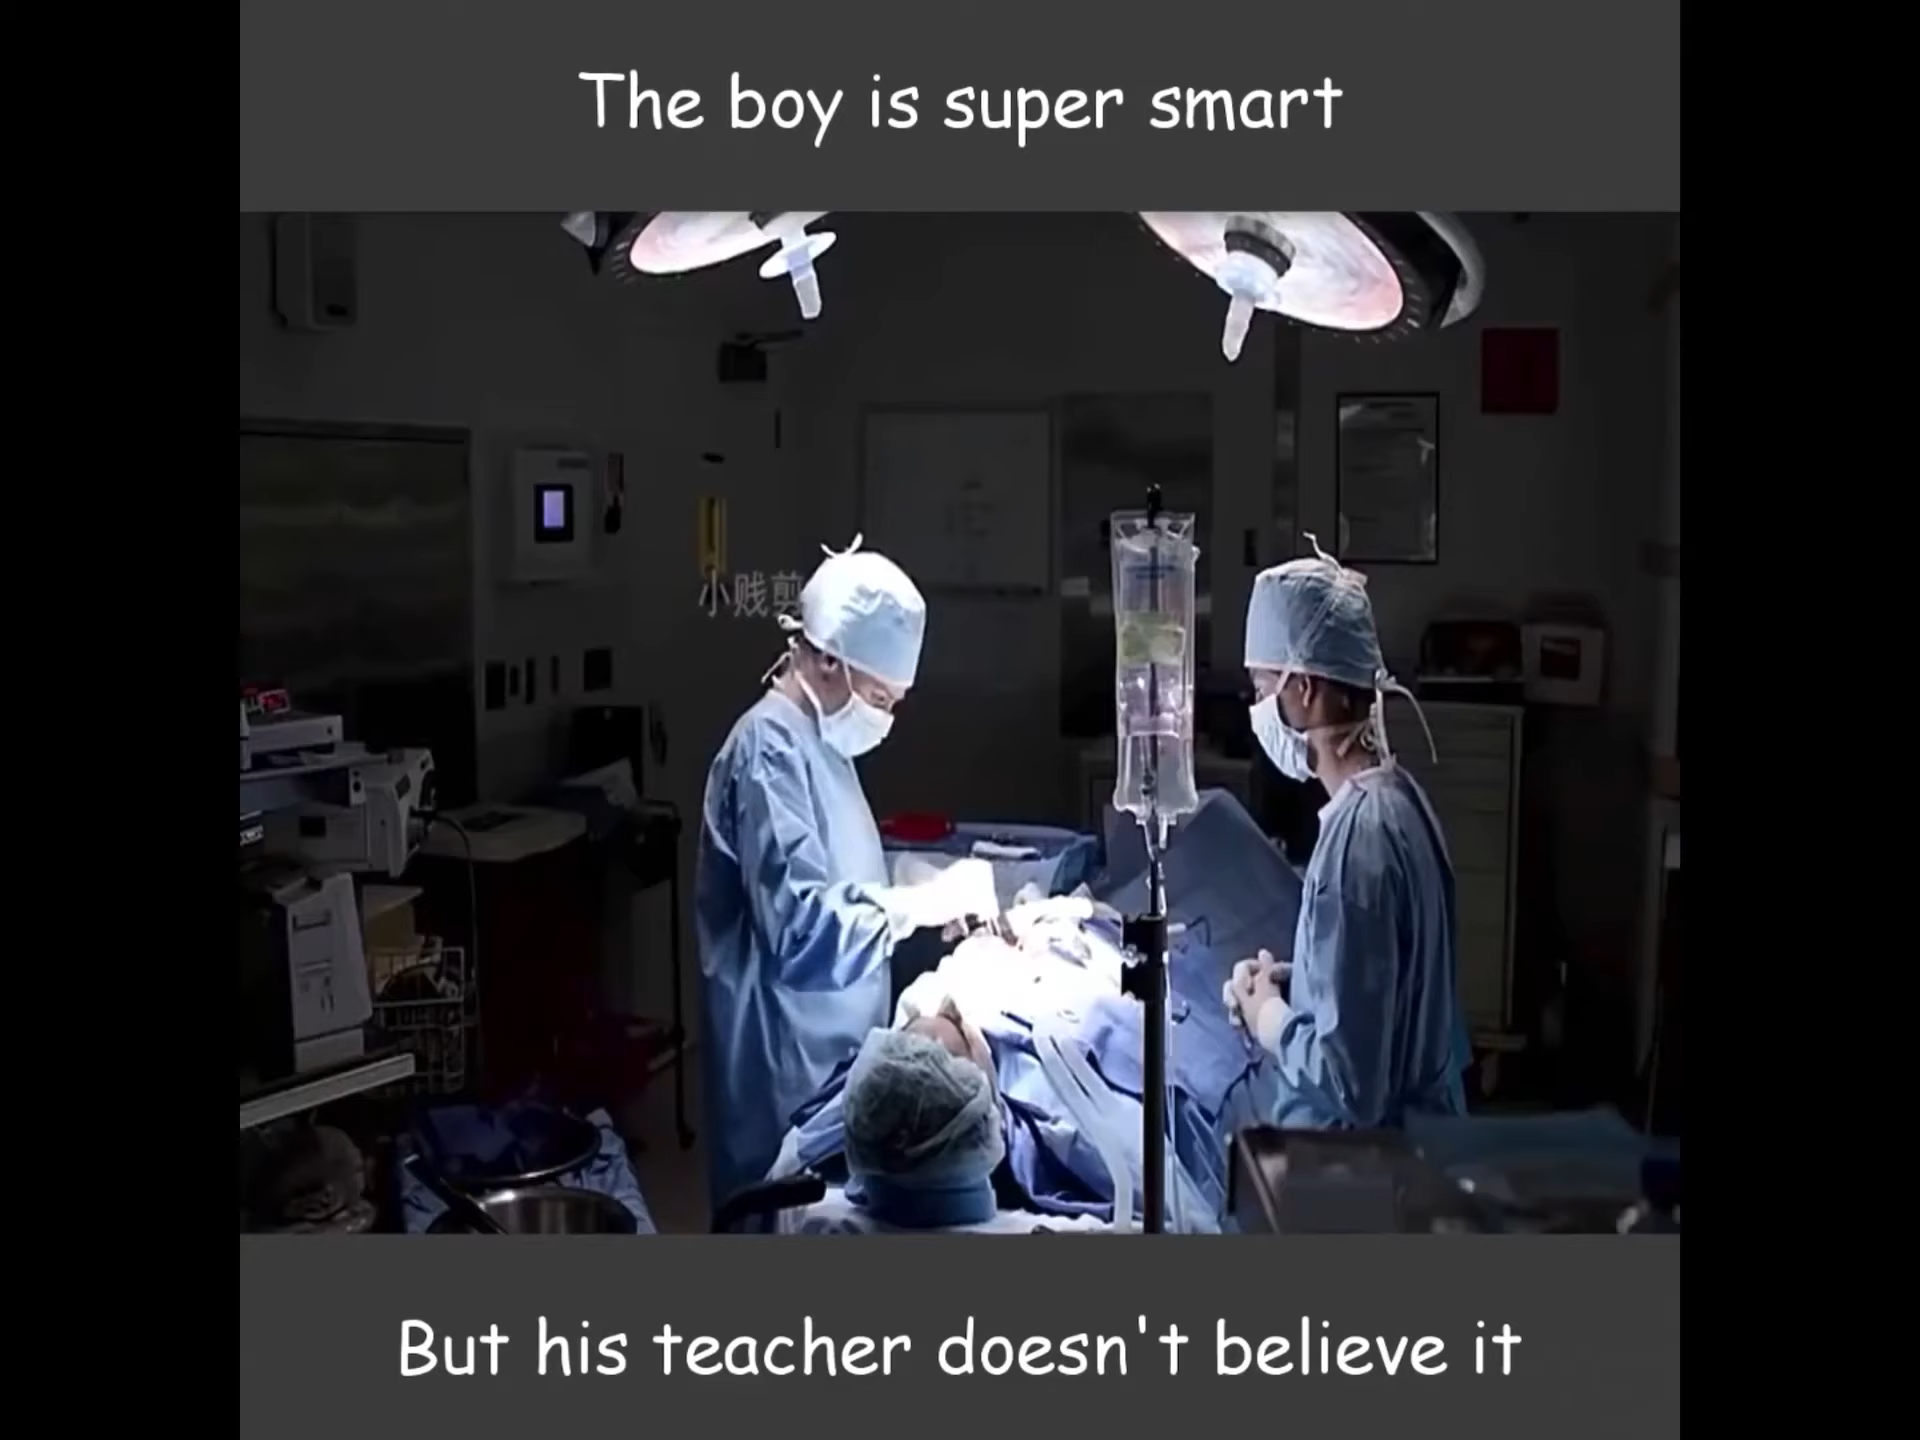 The boy is super smart
小贱剪
But his teacher doesn't believe it